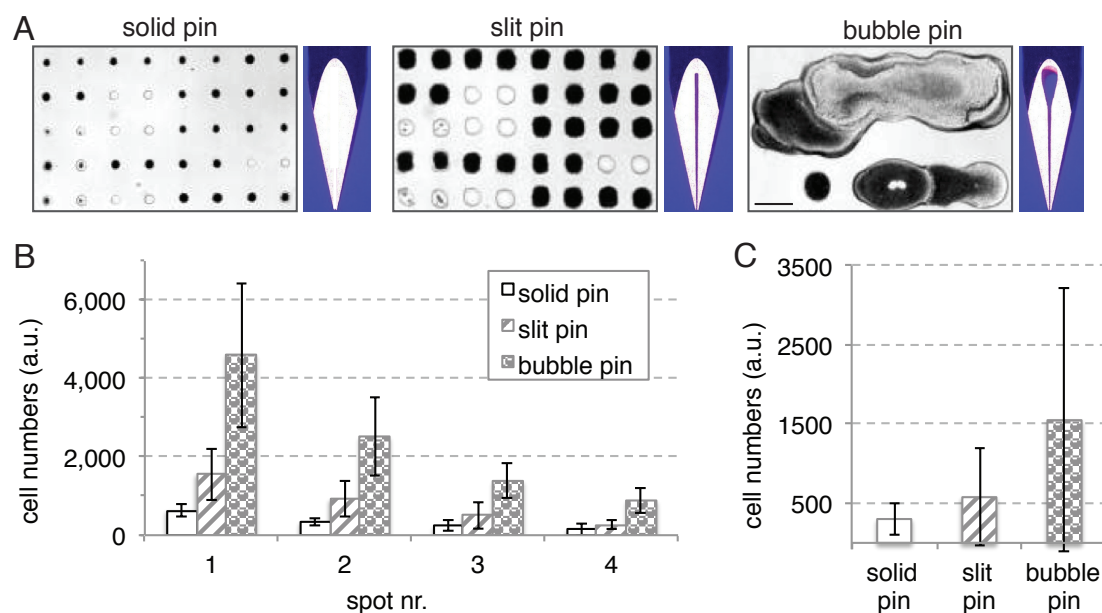 A
solid pin
slit pin
bubble pin
B
cell numbers (a.u.)
6,000
4,000
2,000
0
solid pin
slit pin
bubble pin
1
2
3
4
spot nr.
C
cell numbers (a.u.)
3500
2500
1500
500
solid
pin
slit
pin
bubble
pin